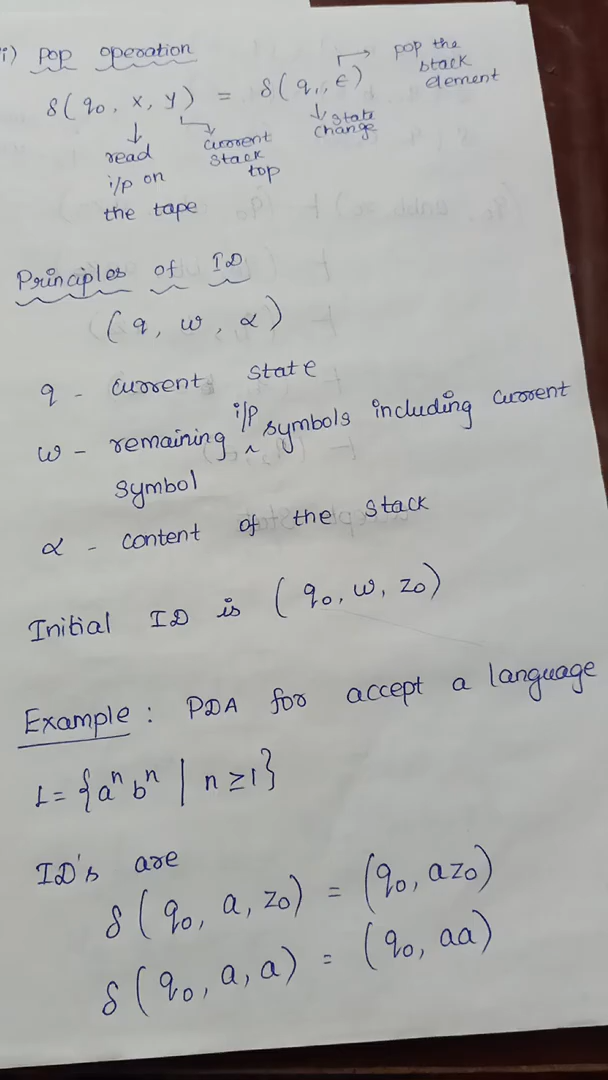 i) Pop operation
δ(q0, x, y) = δ(q1, ε) → pop the stack element
↓ read i/p on the tape
current stack top
↓ state change
Principles of ID
(q, w, α)
q - current state
w - remaining i/p symbols including current
symbol
α - content of the stack
Initial ID is (q0, w, z0)
Example : PDA for accept a language
L = {aⁿ bⁿ | n ≥ 1}
ID's are
δ(q0, a, z0) = (q0, az0)
δ(q0, a, a) = (q0, aa)